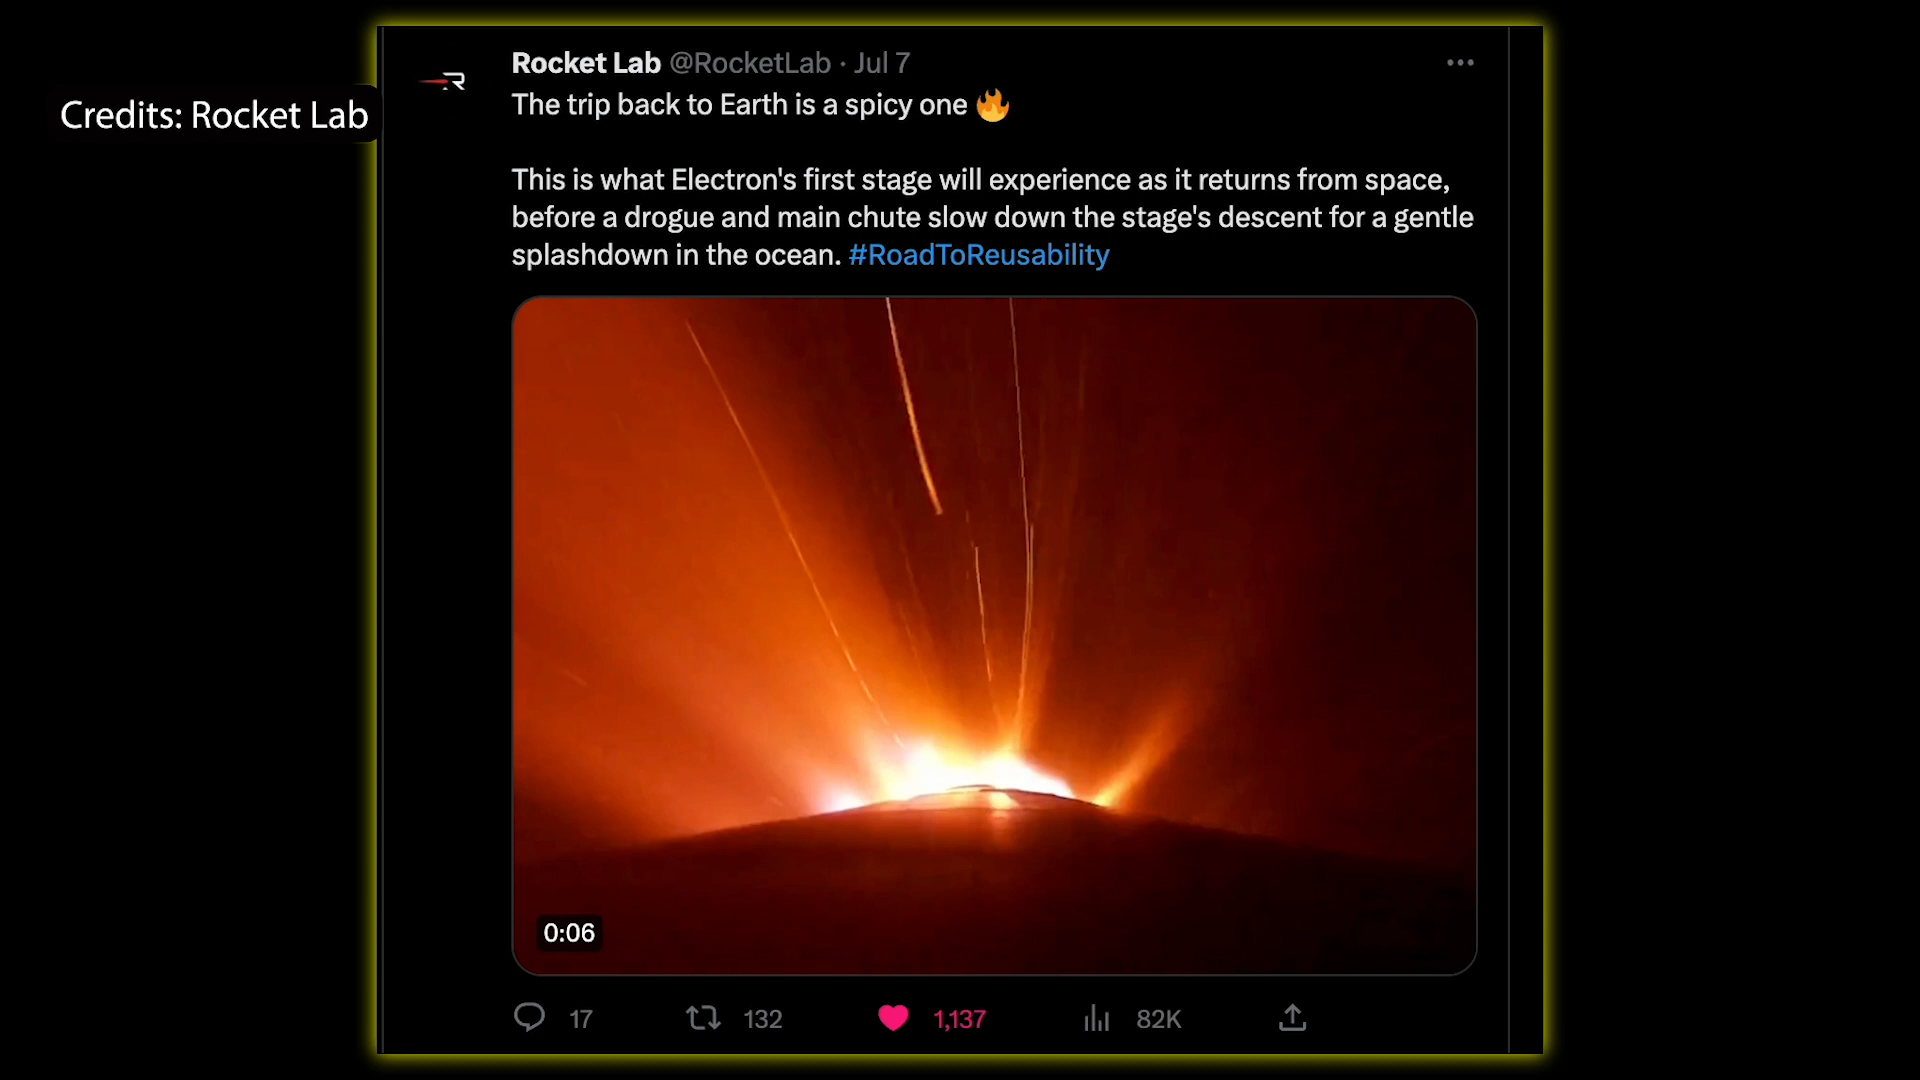 Rocket Lab @RocketLab · Jul 7
Credits: Rocket Lab
The trip back to Earth is a spicy one 🔥
This is what Electron's first stage will experience as it returns from space,
before a drogue and main chute slow down the stage's descent for a gentle
splashdown in the ocean. #RoadToReusability
0:06
17 132 1,137 82K